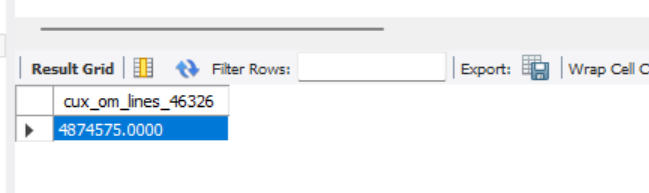 Result Grid Filter Rows: Export: Wrap Cell C
cux_om_lines_46326
4874575.0000